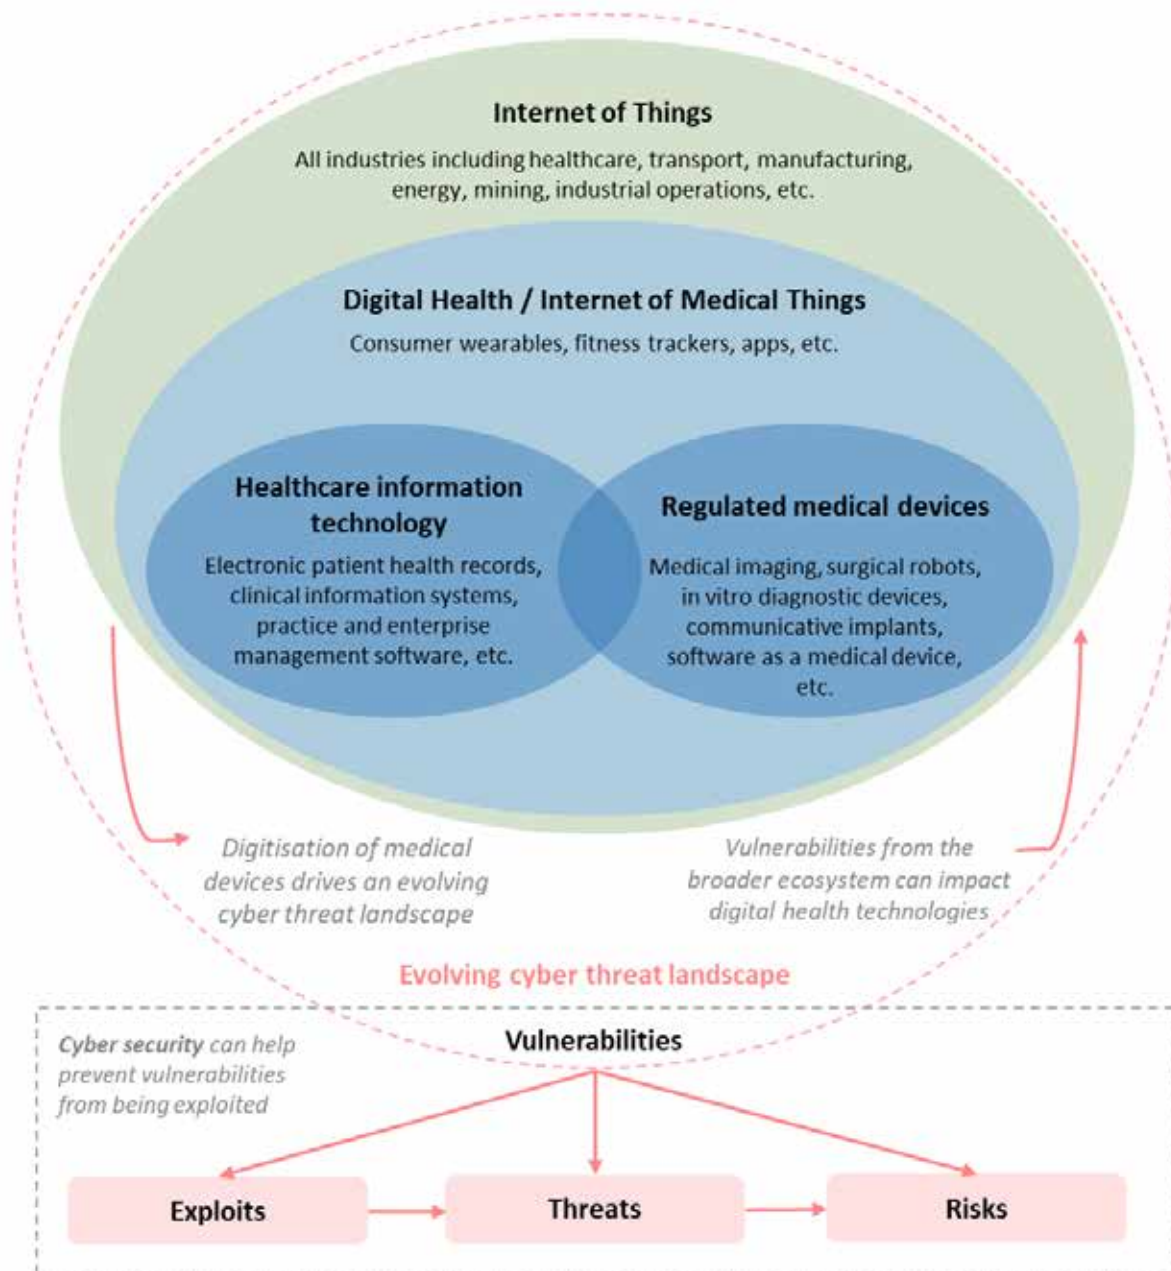 Internet of Things
All industries including healthcare, transport, manufacturing,
energy, mining, industrial operations, etc.
Digital Health / Internet of Medical Things
Consumer wearables, fitness trackers, apps, etc.
Healthcare information
technology
Electronic patient health records,
clinical information systems,
practice and enterprise
management software, etc.
Regulated medical devices
Medical imaging, surgical robots,
in vitro diagnostic devices,
communicative implants,
software as a medical device,
etc.
Digitisation of medical
devices drives an evolving
cyber threat landscape
Vulnerabilities from the
broader ecosystem can impact
digital health technologies
Evolving cyber threat landscape
Cyber security can help
prevent vulnerabilities
from being exploited
Vulnerabilities
Exploits
Threats
Risks